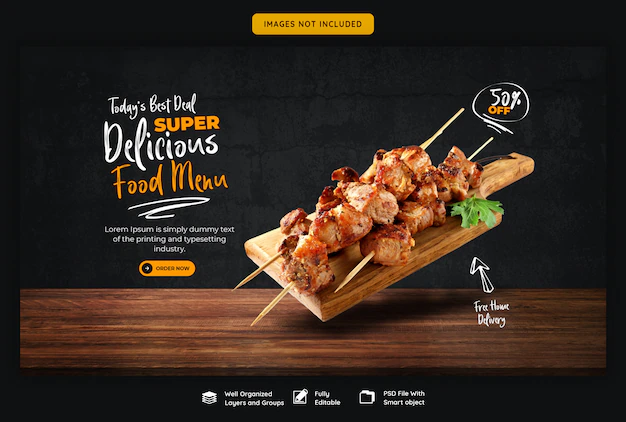 IMAGES NOT INCLUDED
Today's Best Deal
SUPER
Delicious
Food Menu
Lorem Ipsum is simply dummy text
of the printing and typesetting
industry.
ORDER NOW
50%
OFF
Free Home
Delivery
Well Organized
Layers and Groups
Fully
Editable
PSD File With
Smart object